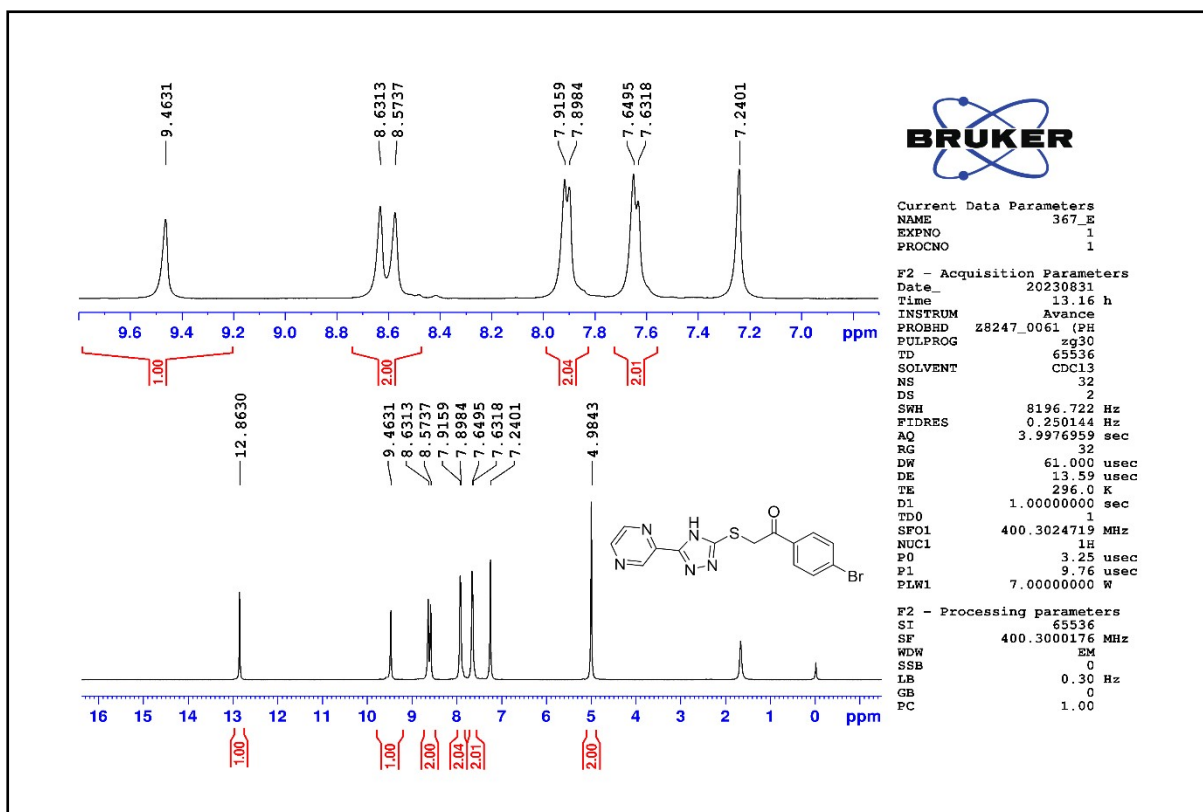 9.4631
8.6313
8.5737
7.9159
7.8984
7.6495
7.6318
7.2401
9.6 9.4 9.2 9.0 8.8 8.6 8.4 8.2 8.0 7.8 7.6 7.4 7.2 7.0 ppm
1.00 2.00 2.04 2.01
12.8630
9.4631
8.6313
8.5737
7.9159
7.8984
7.6495
7.6318
7.2401
4.9843
N
N
H
N
N
N
S
O
Br
16 15 14 13 12 11 10 9 8 7 6 5 4 3 2 1 0 ppm
1.00 1.00 2.00 2.04 2.01 2.00
BRUKER
Current Data Parameters
NAME 367_E
EXPNO 1
PROCNO 1
F2 - Acquisition Parameters
Date_ 20230831
Time 13.16 h
INSTRUM Avance
PROBHD Z8247_0061 (PH
PULPROG zg30
TD 65536
SOLVENT CDCl3
NS 32
DS 2
SWH 8196.722 Hz
FIDRES 0.250144 Hz
AQ 3.9976959 sec
RG 32
DW 61.000 usec
DE 13.59 usec
TE 296.0 K
D1 1.00000000 sec
TD0 1
SFO1 400.3024719 MHz
NUC1 1H
P0 3.25 usec
P1 9.76 usec
PLW1 7.00000000 W
F2 - Processing parameters
SI 65536
SF 400.3000176 MHz
WDW EM
SSB 0
LB 0.30 Hz
GB 0
PC 1.00